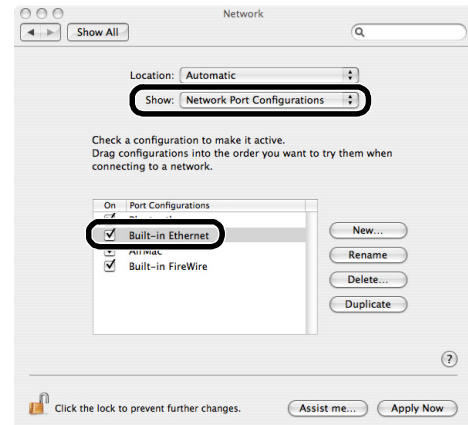 Network
Show All
Location: Automatic
Show: Network Port Configurations
Check a configuration to make it active.
Drag configurations into the order you want to try them when
connecting to a network.
On Port Configurations
Built-in Ethernet
AirMac
Built-in FireWire
New...
Rename
Delete...
Duplicate
?
Click the lock to prevent further changes.
Assist me...
Apply Now